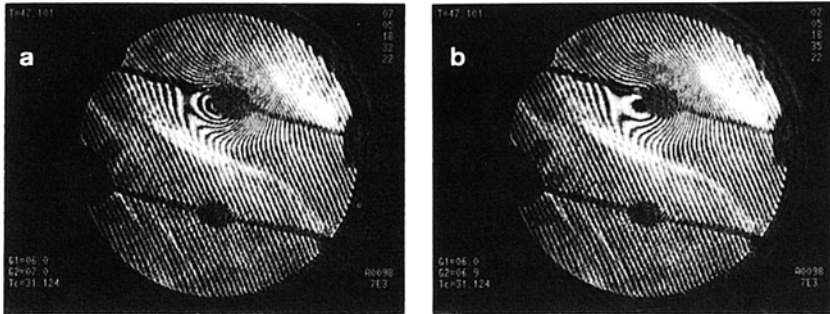 T=47.101
07
05
18
32
22
a
G1=06.0
G2=07.0
Tc=31.124
A0098
7E3
T=47.101
07
05
18
35
22
b
G1=06.0
G2=06.9
Tc=31.124
A0098
7E3